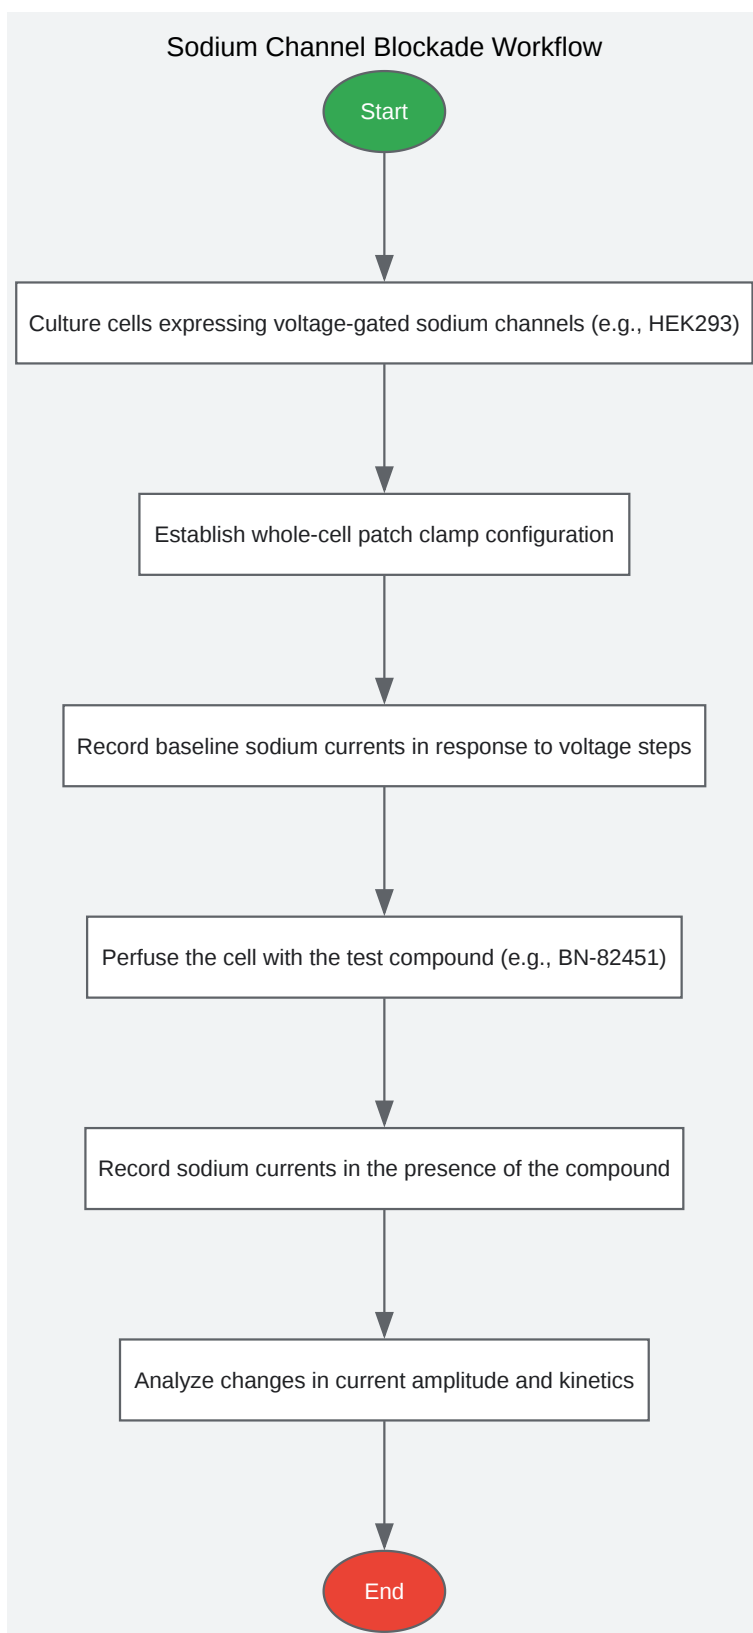 Sodium Channel Blockade Workflow
Start
Culture cells expressing voltage-gated sodium channels (e.g., HEK293)
Establish whole-cell patch clamp configuration
Record baseline sodium currents in response to voltage steps
Perfuse the cell with the test compound (e.g., BN-82451)
Record sodium currents in the presence of the compound
Analyze changes in current amplitude and kinetics
End